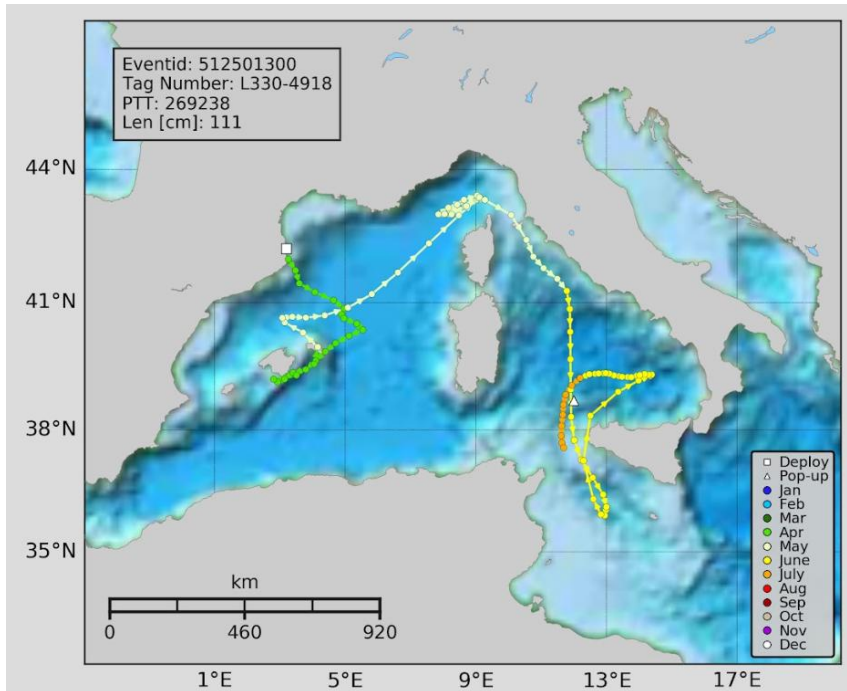 Eventid: 512501300
Tag Number: L330-4918
PTT: 269238
Len [cm]: 111
44°N
41°N
38°N
35°N
km
0 460 920
Deploy
Pop-up
Jan
Feb
Mar
Apr
May
June
July
Aug
Sep
Oct
Nov
Dec
1°E 5°E 9°E 13°E 17°E